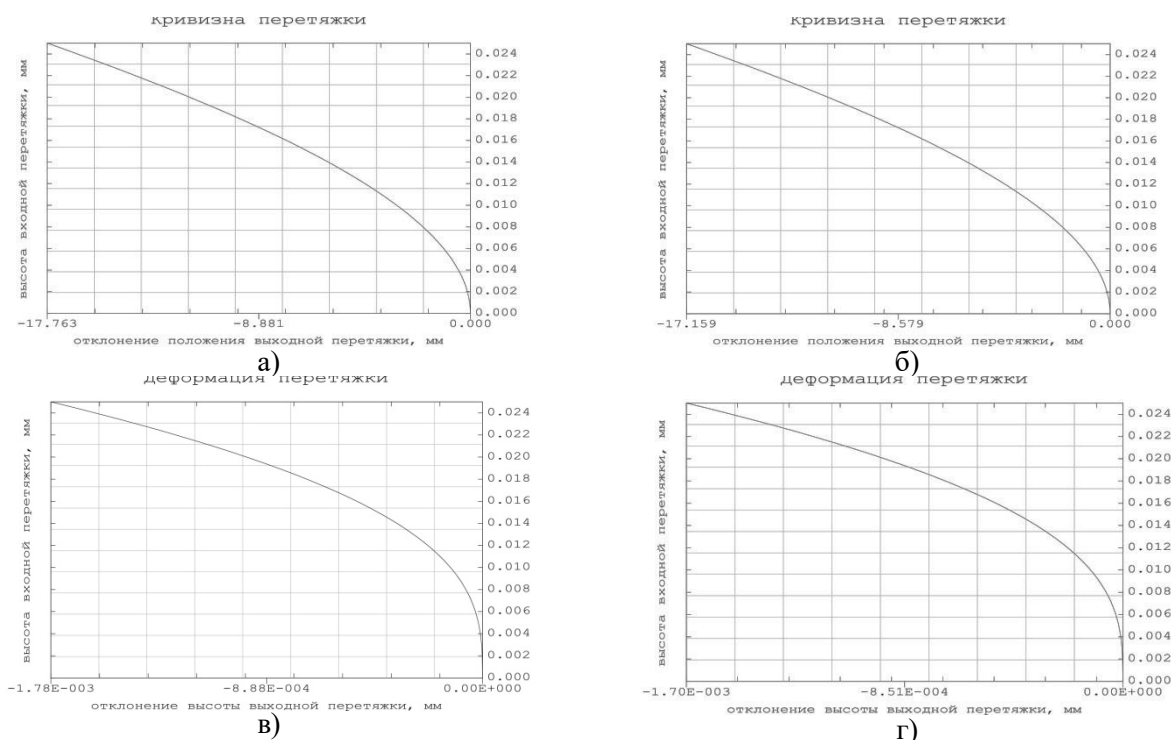 Кривизна перетяжки
высота входной перетяжки, мм
0.024
0.022
0.020
0.018
0.016
0.014
0.012
0.010
0.008
0.006
0.004
0.002
0.000
-17.763 -8.881 0.000
отклонение положения выходной перетяжки, мм
а)
Кривизна перетяжки
высота входной перетяжки, мм
0.024
0.022
0.020
0.018
0.016
0.014
0.012
0.010
0.008
0.006
0.004
0.002
0.000
-17.159 -8.579 0.000
отклонение положения выходной перетяжки, мм
б)
Деформация перетяжки
высота входной перетяжки, мм
0.024
0.022
0.020
0.018
0.016
0.014
0.012
0.010
0.008
0.006
0.004
0.002
0.000
-1.78E-003 -8.88E-004 0.00E+000
отклонение высоты выходной перетяжки, мм
в)
Деформация перетяжки
высота входной перетяжки, мм
0.024
0.022
0.020
0.018
0.016
0.014
0.012
0.010
0.008
0.006
0.004
0.002
0.000
-1.70E-003 -8.51E-004 0.00E+000
отклонение высоты выходной перетяжки, мм
г)